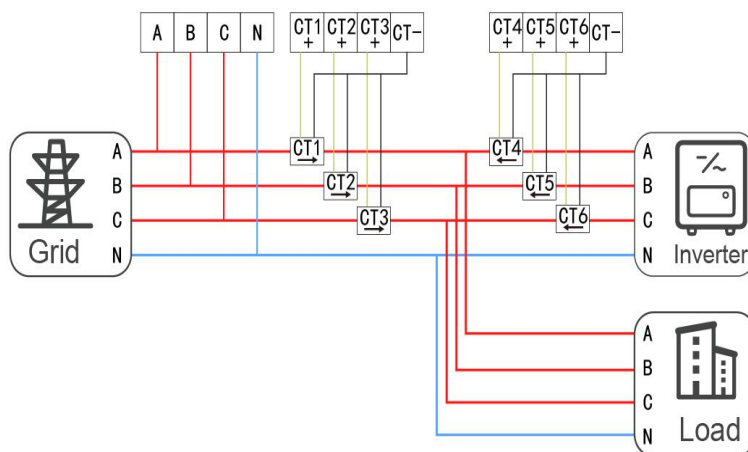 A B C N
CT1 CT2 CT3 CT-
+ + +
CT4 CT5 CT6 CT-
+ + +
A CT1 CT4 A
B CT2 CT5 B
C CT3 CT6 C
Grid N N Inverter
A
B
C
N Load